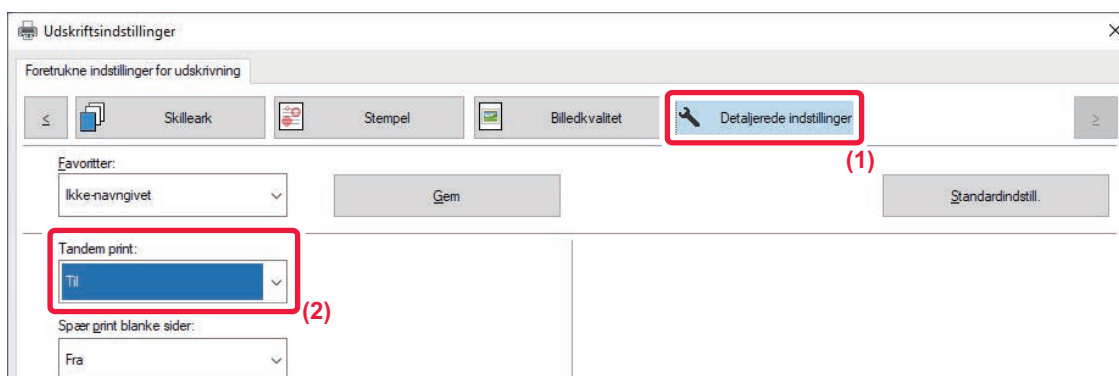 Udskriftsindstillinger
Foretrukne indstillinger for udskrivning
<
Skilleark
Stempel
Billedkvalitet
Detaljerede indstillinger
>
(1)
Favoritter:
Ikke-navngivet
Gem
Standardindstill.
Tandem print:
Til
(2)
Spær print blanke sider:
Fra